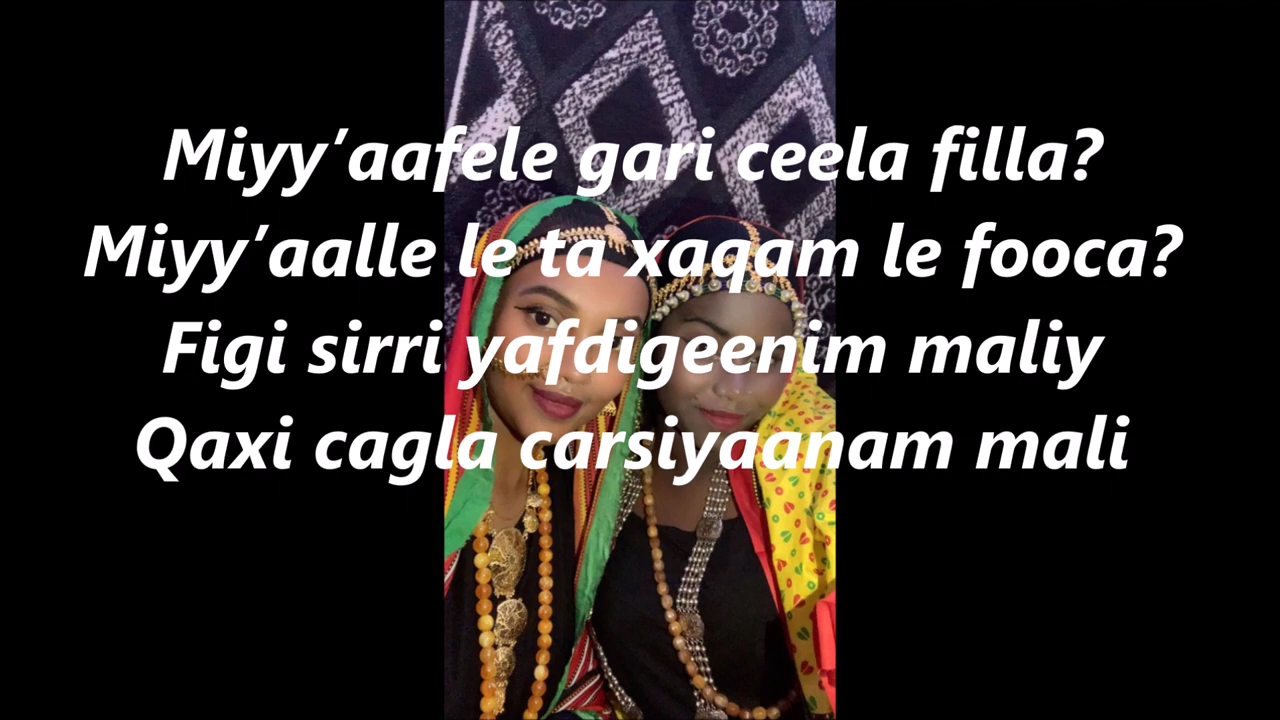 Miyy’aafele gari ceela filla?
Miyy’aalle le ta xaqam le fooca?
Figi sirri yafdigeenim maliy
Qaxi cagla carsiyaanam mali